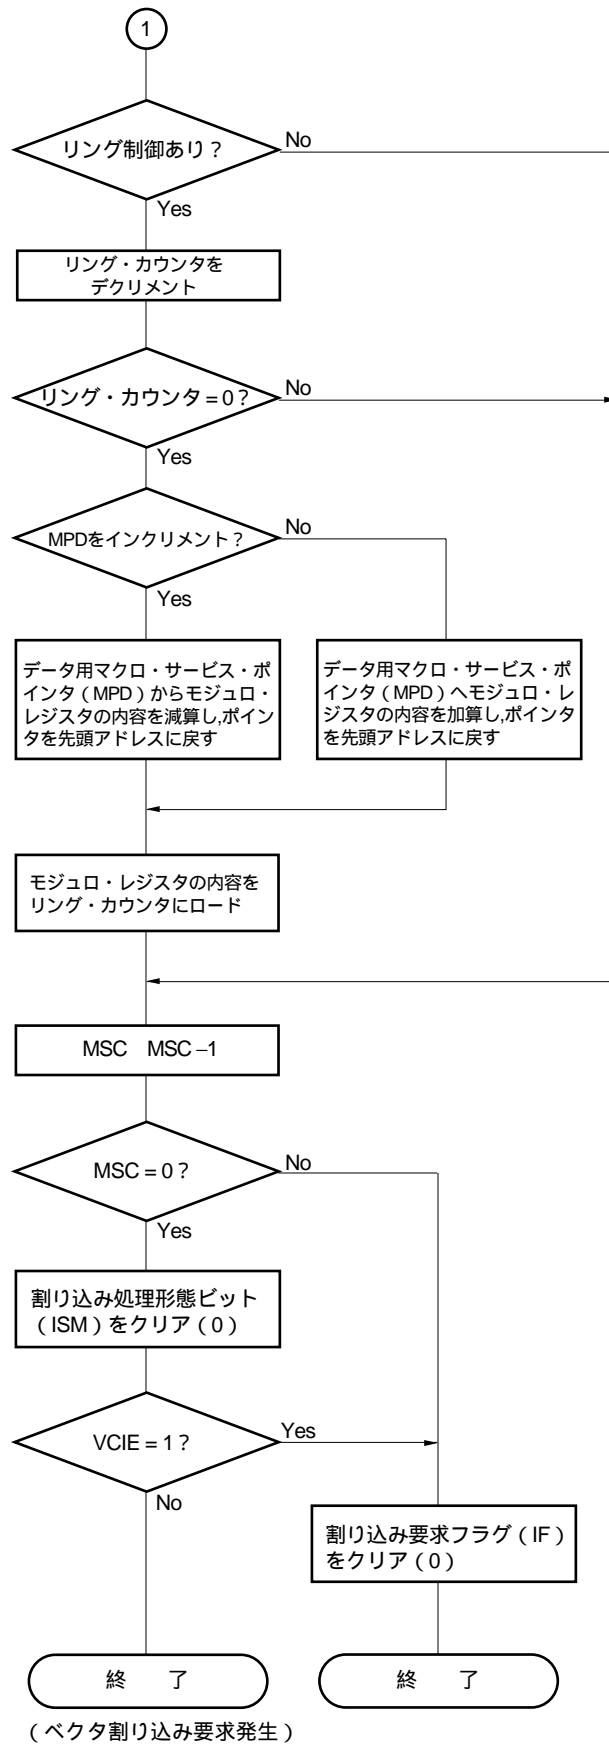 1
リング制御あり？
No
Yes
リング・カウンタを
デクリメント
リング・カウンタ＝0？
No
Yes
MPDをインクリメント？
No
Yes
データ用マクロ・サービス・ポ
インタ（MPD）からモジュロ・
レジスタの内容を減算し,ポイン
タを先頭アドレスに戻す
データ用マクロ・サービス・ポ
インタ（MPD）へモジュロ・レ
ジスタの内容を加算し,ポインタ
を先頭アドレスに戻す
モジュロ・レジスタの内容を
リング・カウンタにロード
MSC　MSC－1
MSC＝0？
No
Yes
割り込み処理形態ビット
（ISM）をクリア（0）
VCIE＝1？
Yes
No
割り込み要求フラグ（IF）
をクリア（0）
終　了
終　了
（ベクタ割り込み要求発生）